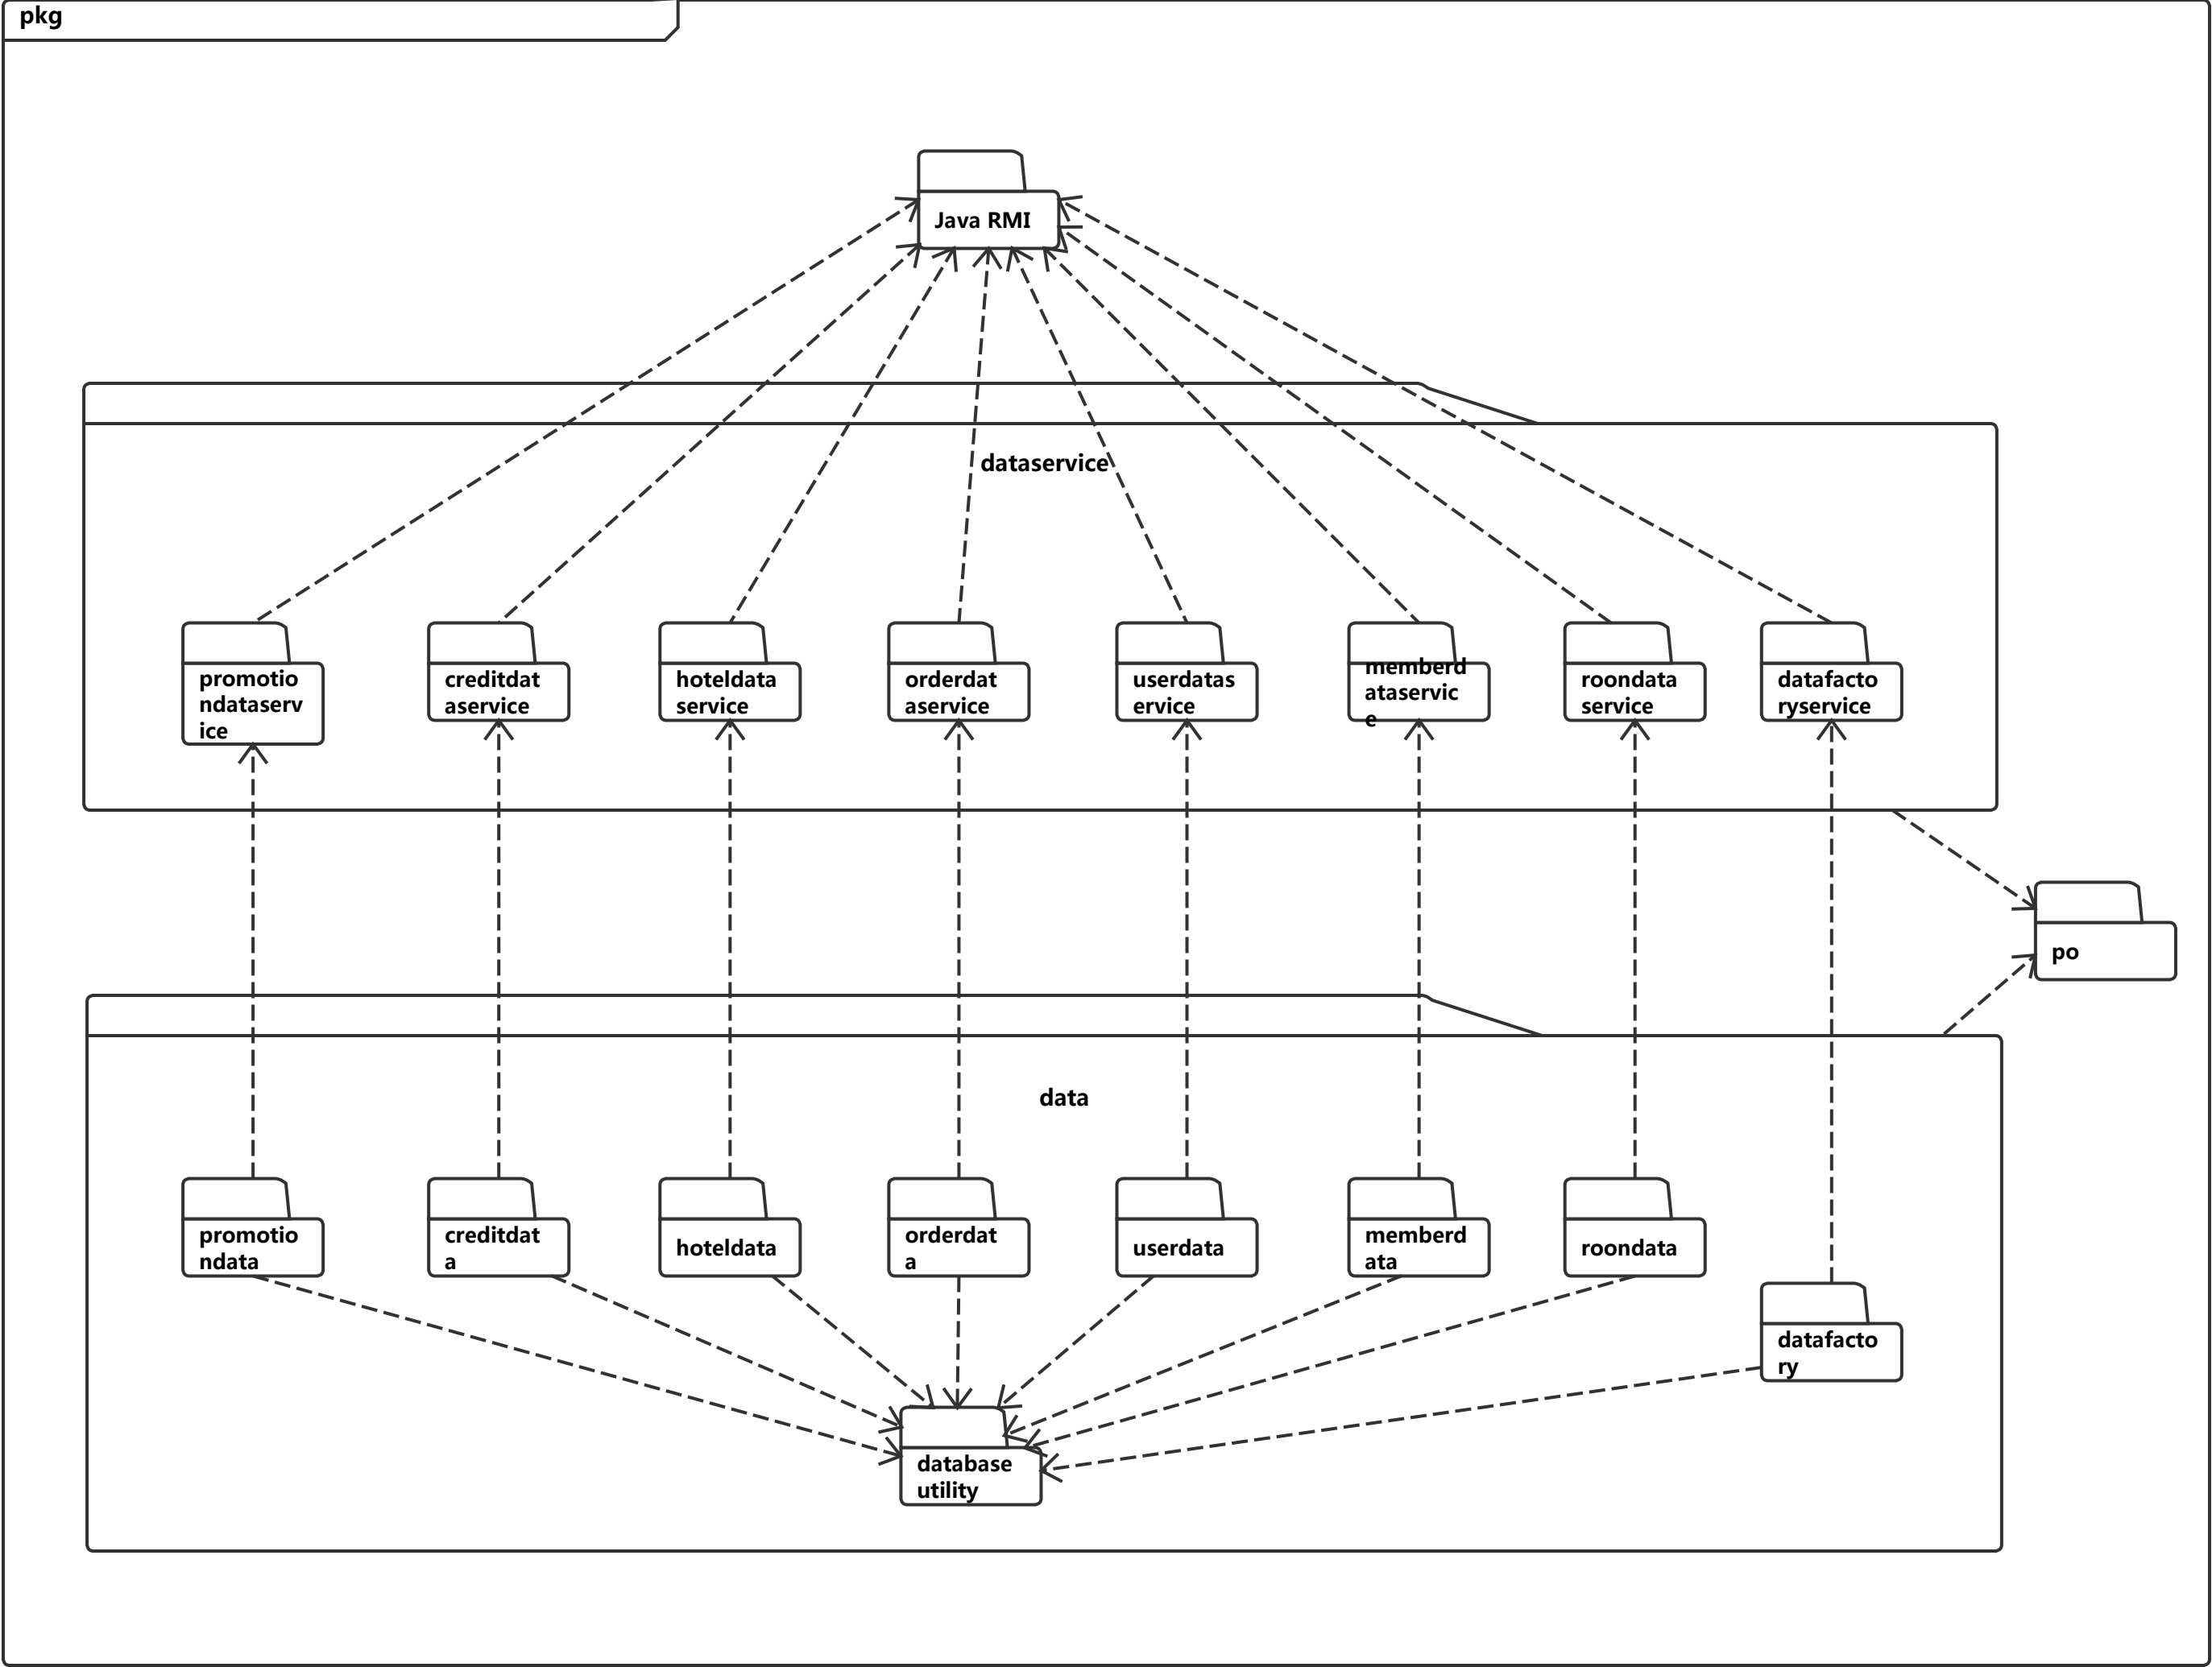 pkg
Java RMI
dataservice
promotio
ndataserv
ice
creditdat
aservice
hoteldata
service
orderdat
aservice
userdatas
ervice
memberd
ataservic
e
roondata
service
datafacto
ryservice
po
data
promotio
ndata
creditdat
a
hoteldata
orderdat
a
userdata
memberd
ata
roondata
datafacto
ry
database
utility